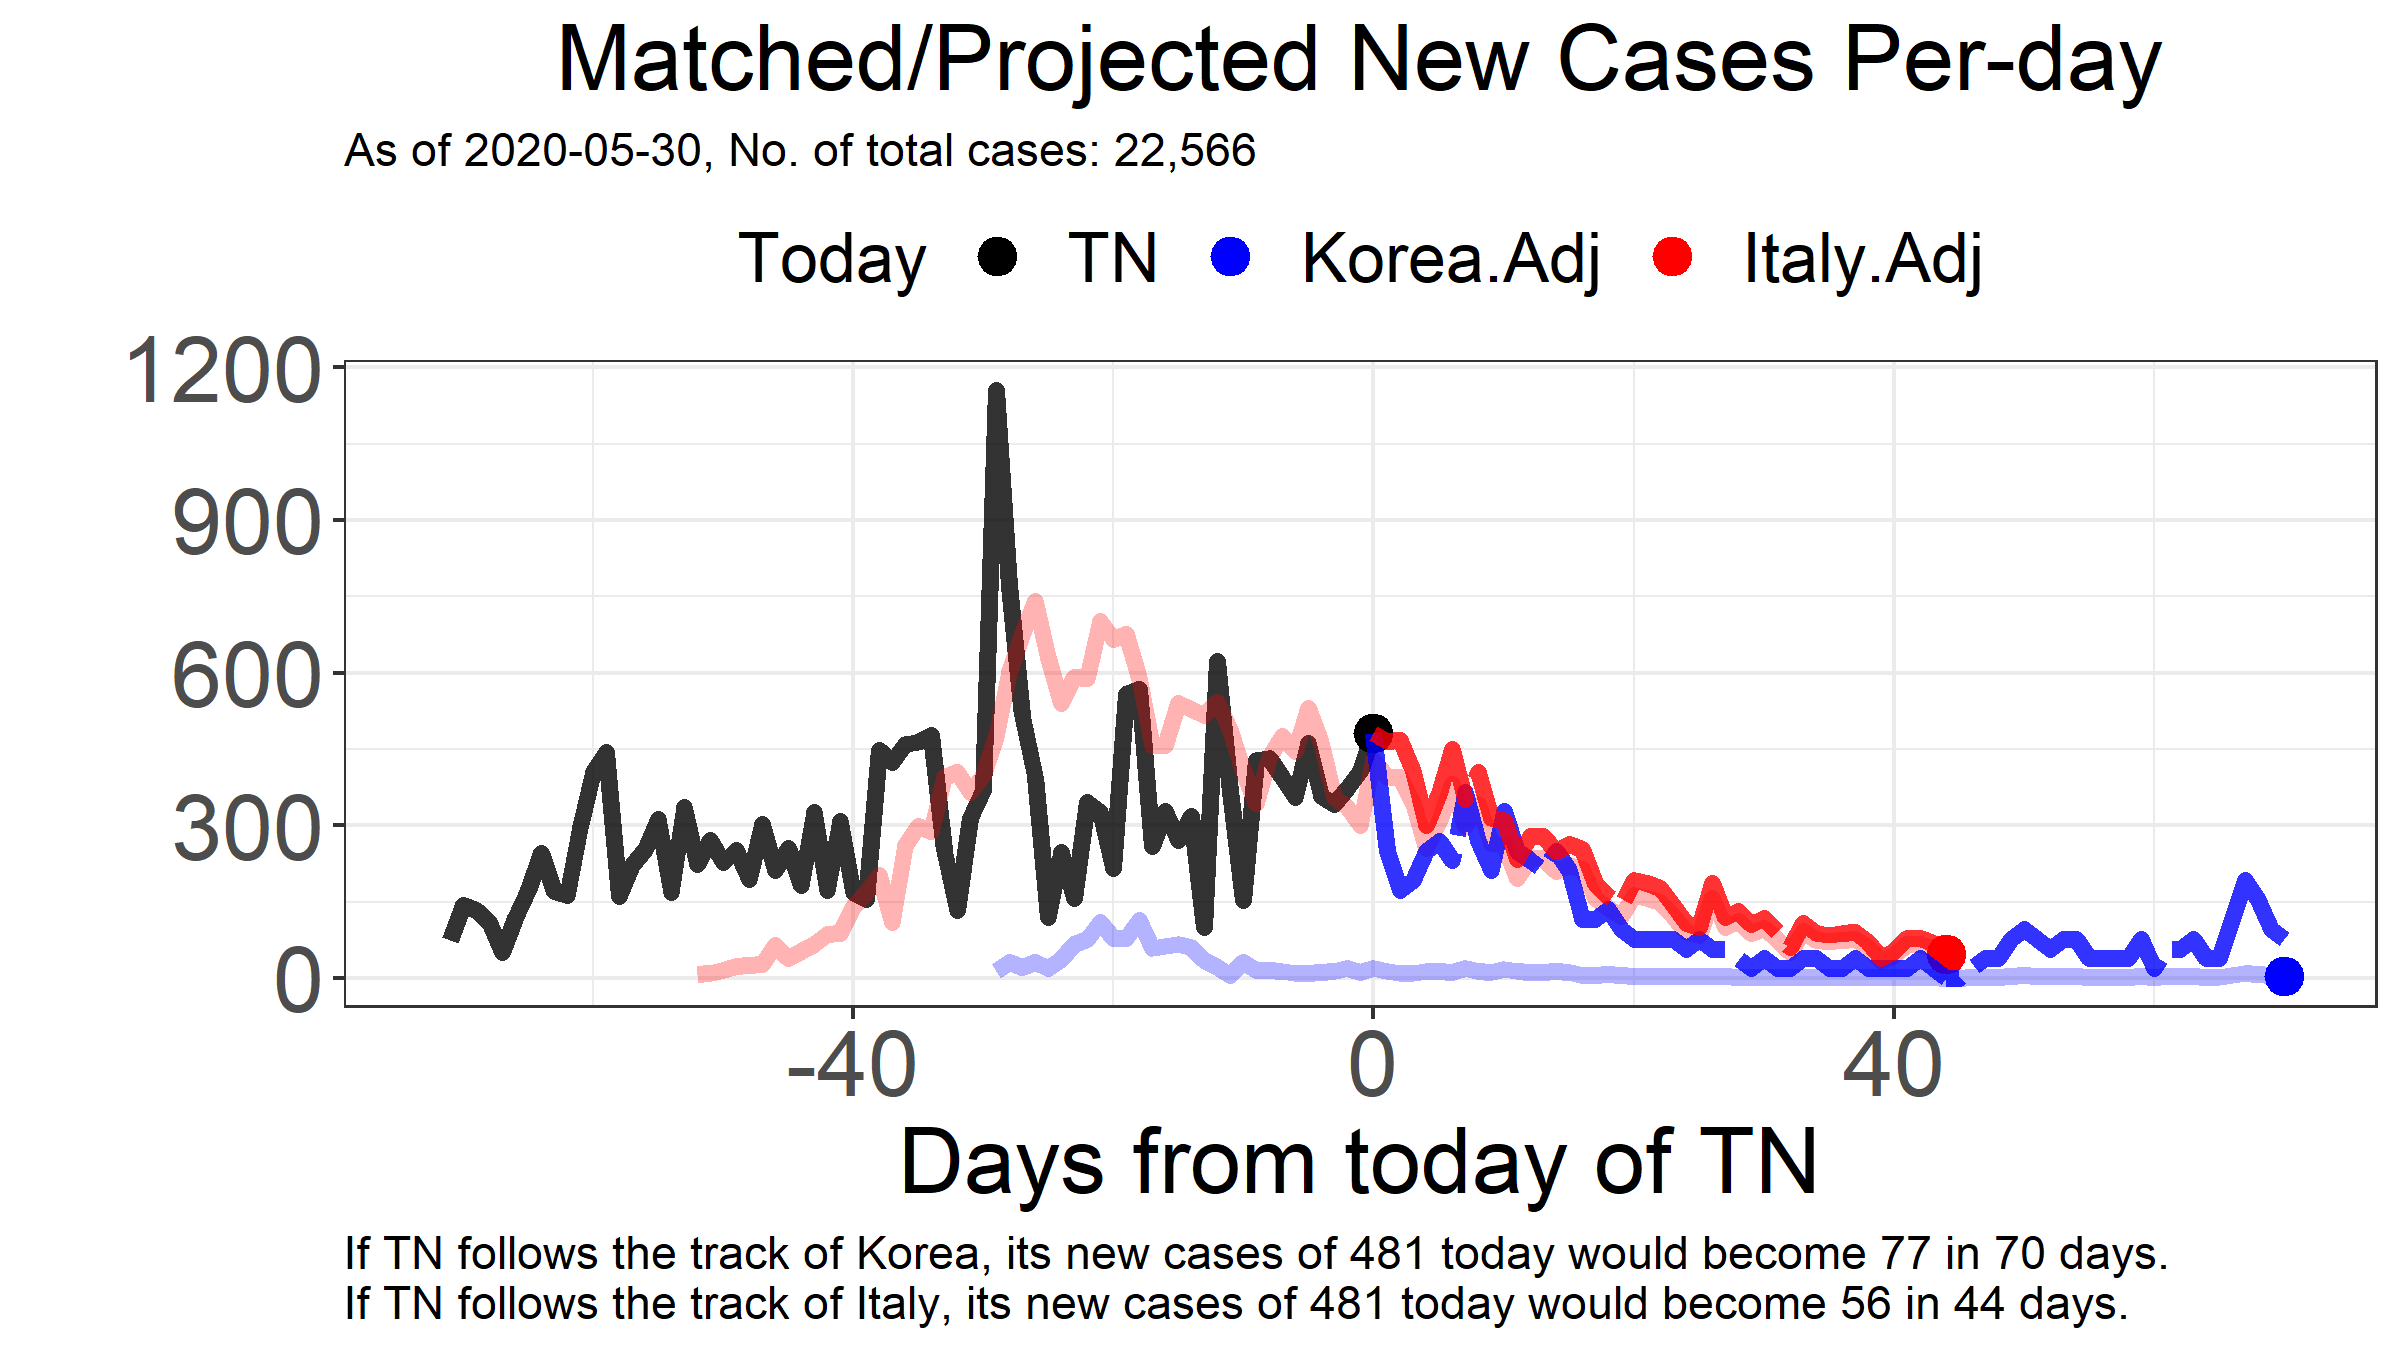 Matched/Projected New Cases Per-day
As of 2020-05-30, No. of total cases: 22,566
Today TN Korea.Adj Italy.Adj
1200
900
600
300
0
-40 0 40
Days from today of TN
If TN follows the track of Korea, its new cases of 481 today would become 77 in 70 days.
If TN follows the track of Italy, its new cases of 481 today would become 56 in 44 days.